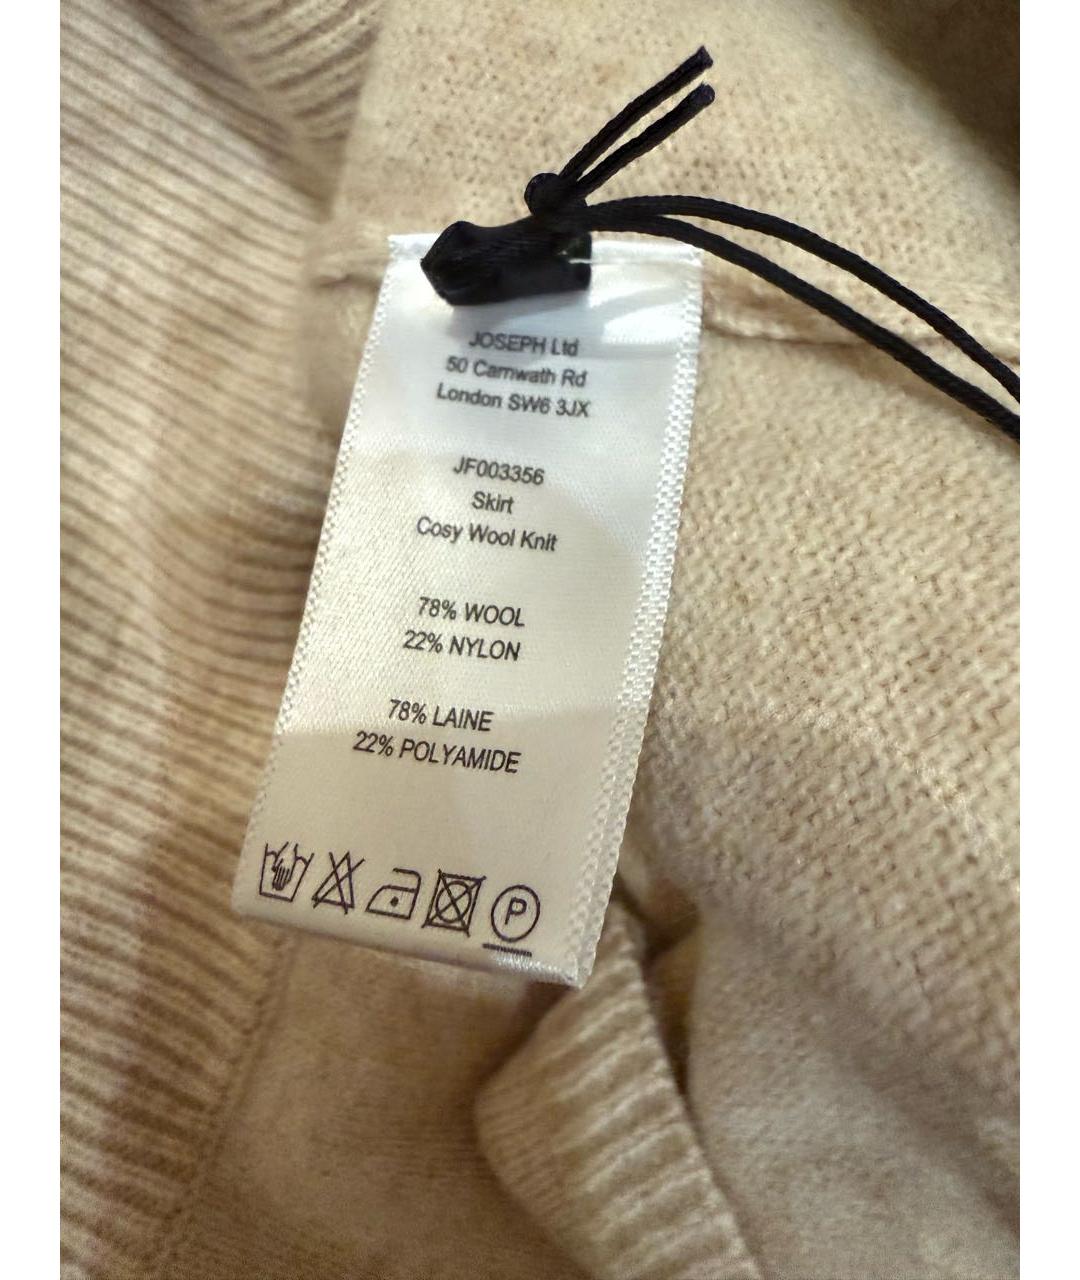 JOSEPH Ltd
50 Carnwath Rd
London SW6 3JX
JF003356
Skirt
Cosy Wool Knit
78% WOOL
22% NYLON
78% LAINE
22% POLYAMIDE
P